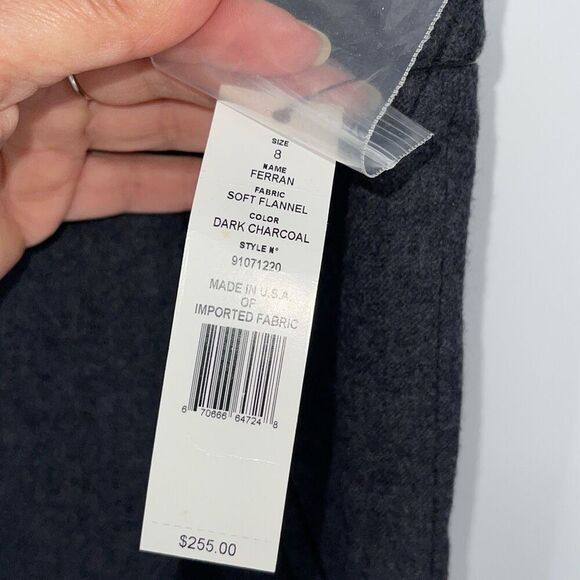 SIZE
8
NAME
FERRAN
FABRIC
SOFT FLANNEL
COLOR
DARK CHARCOAL
STYLE Nº
91071220
MADE IN U.S.A.
OF
IMPORTED FABRIC
6 70666 64724 8
$255.00